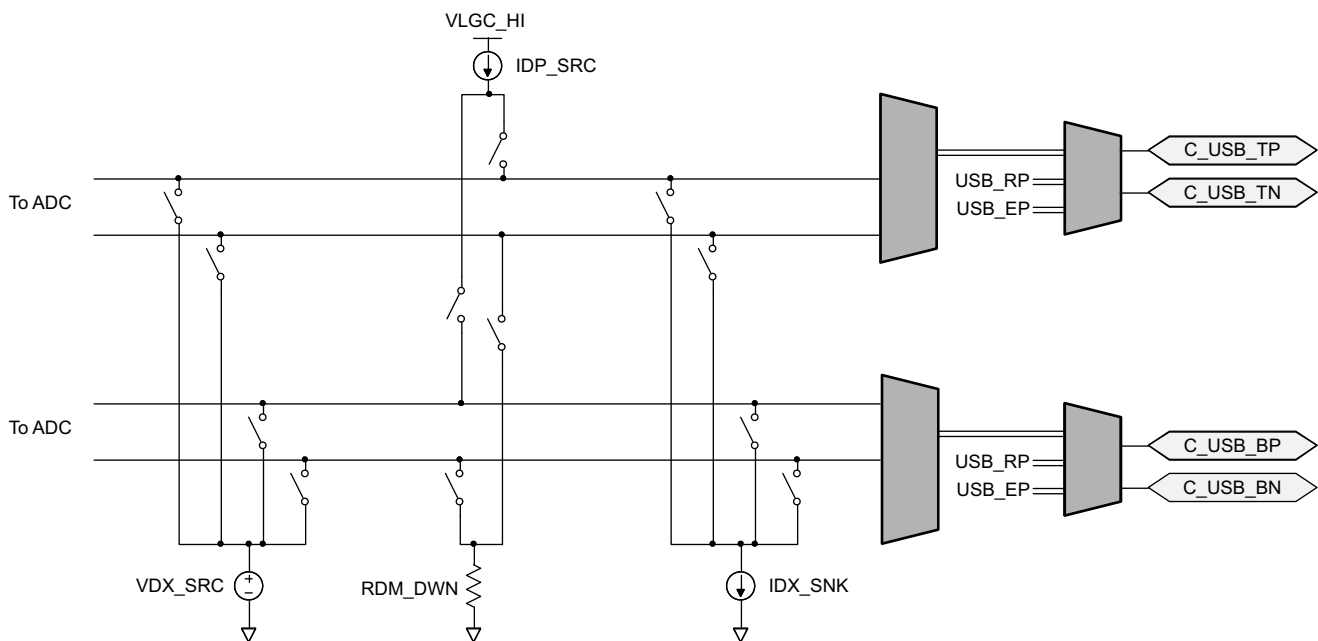 VLGC_HI
IDP_SRC
C_USB_TP
To ADC
USB_RP
C_USB_TN
USB_EP
To ADC
C_USB_BP
USB_RP
USB_EP
C_USB_BN
VDX_SRC
+
−
RDM_DWN
IDX_SNK